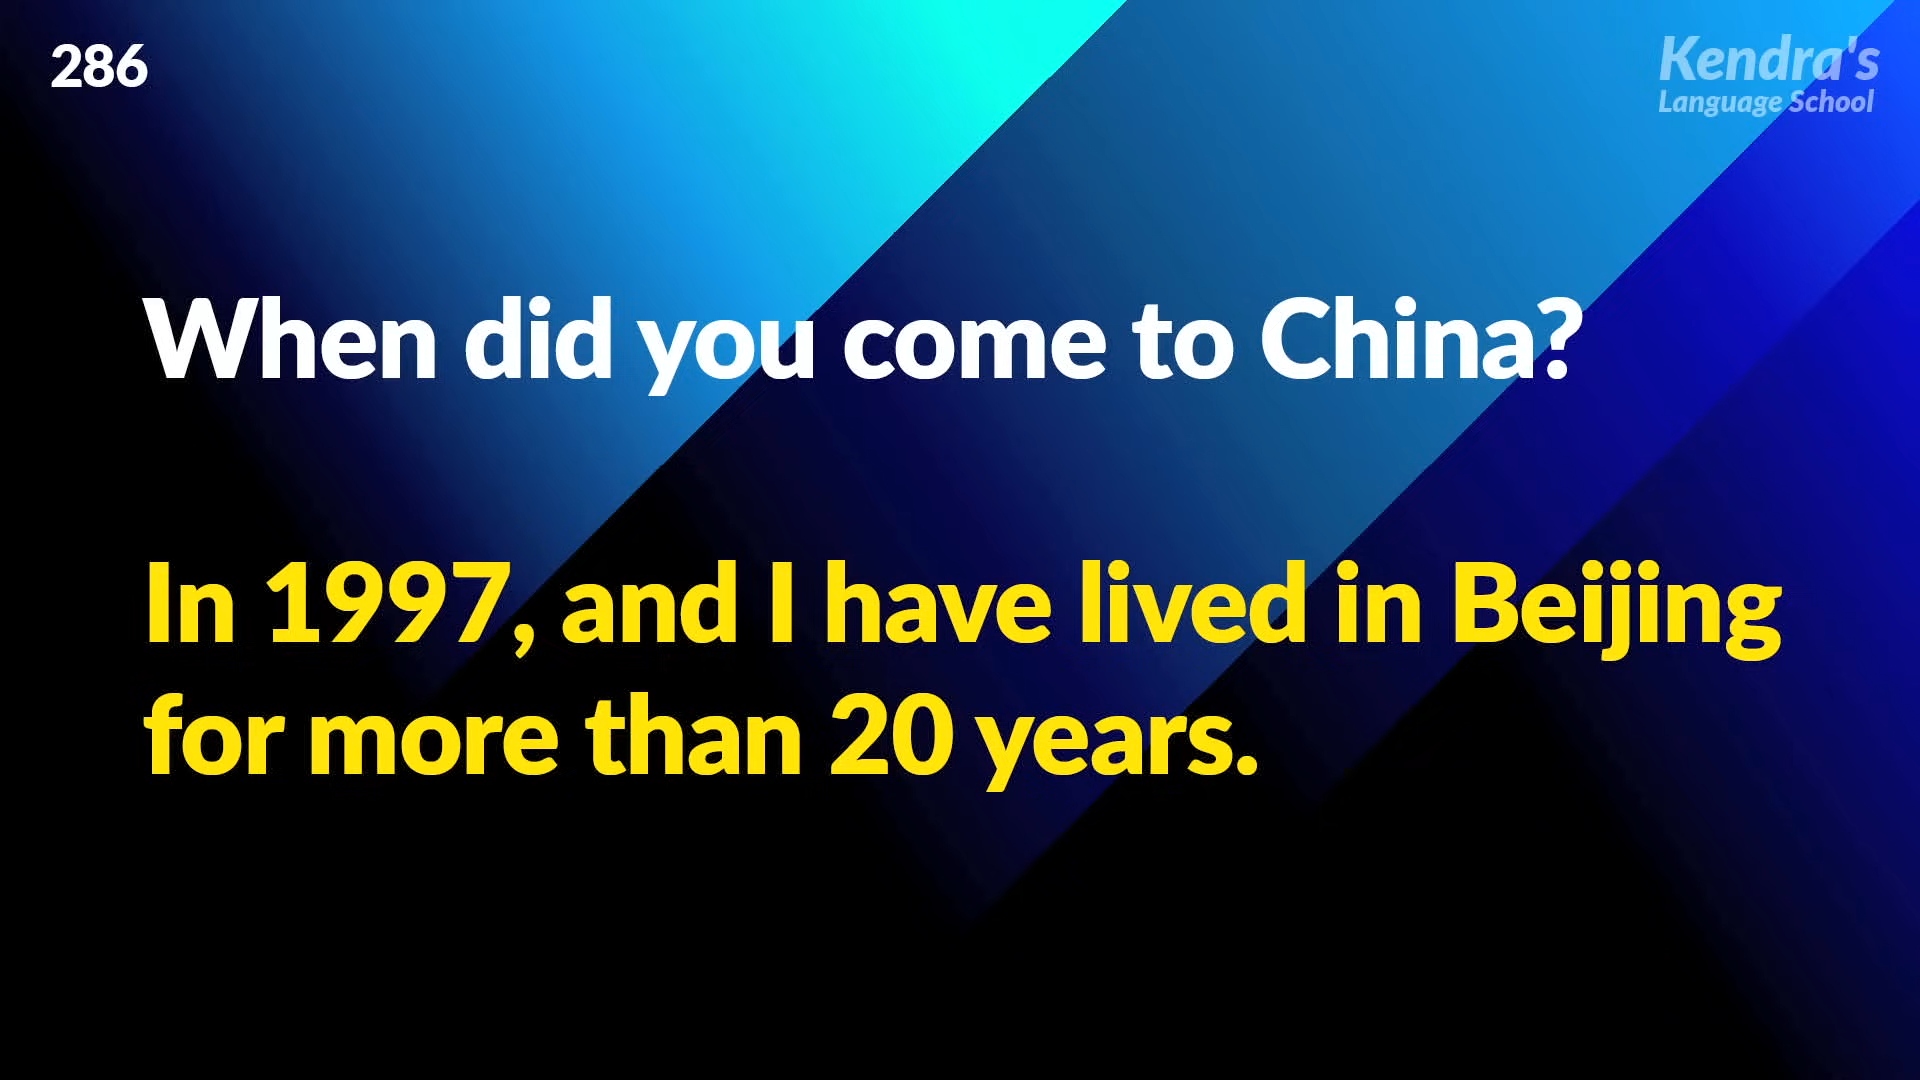 286
Kendra's
Language School
When did you come to China?
In 1997, and I have lived in Beijing
for more than 20 years.